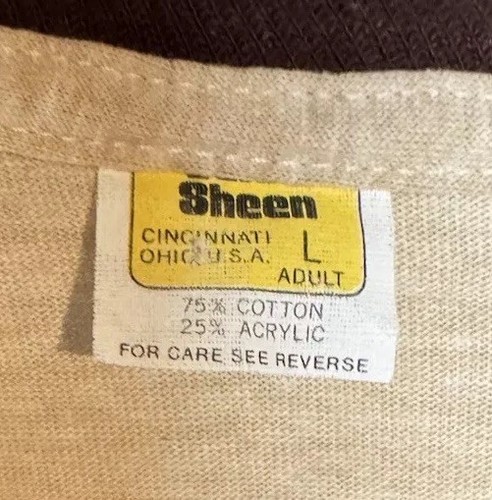 Sheen
CINCINNATI
OHIO, U.S.A. L
ADULT
75% COTTON
25% ACRYLIC
FOR CARE SEE REVERSE